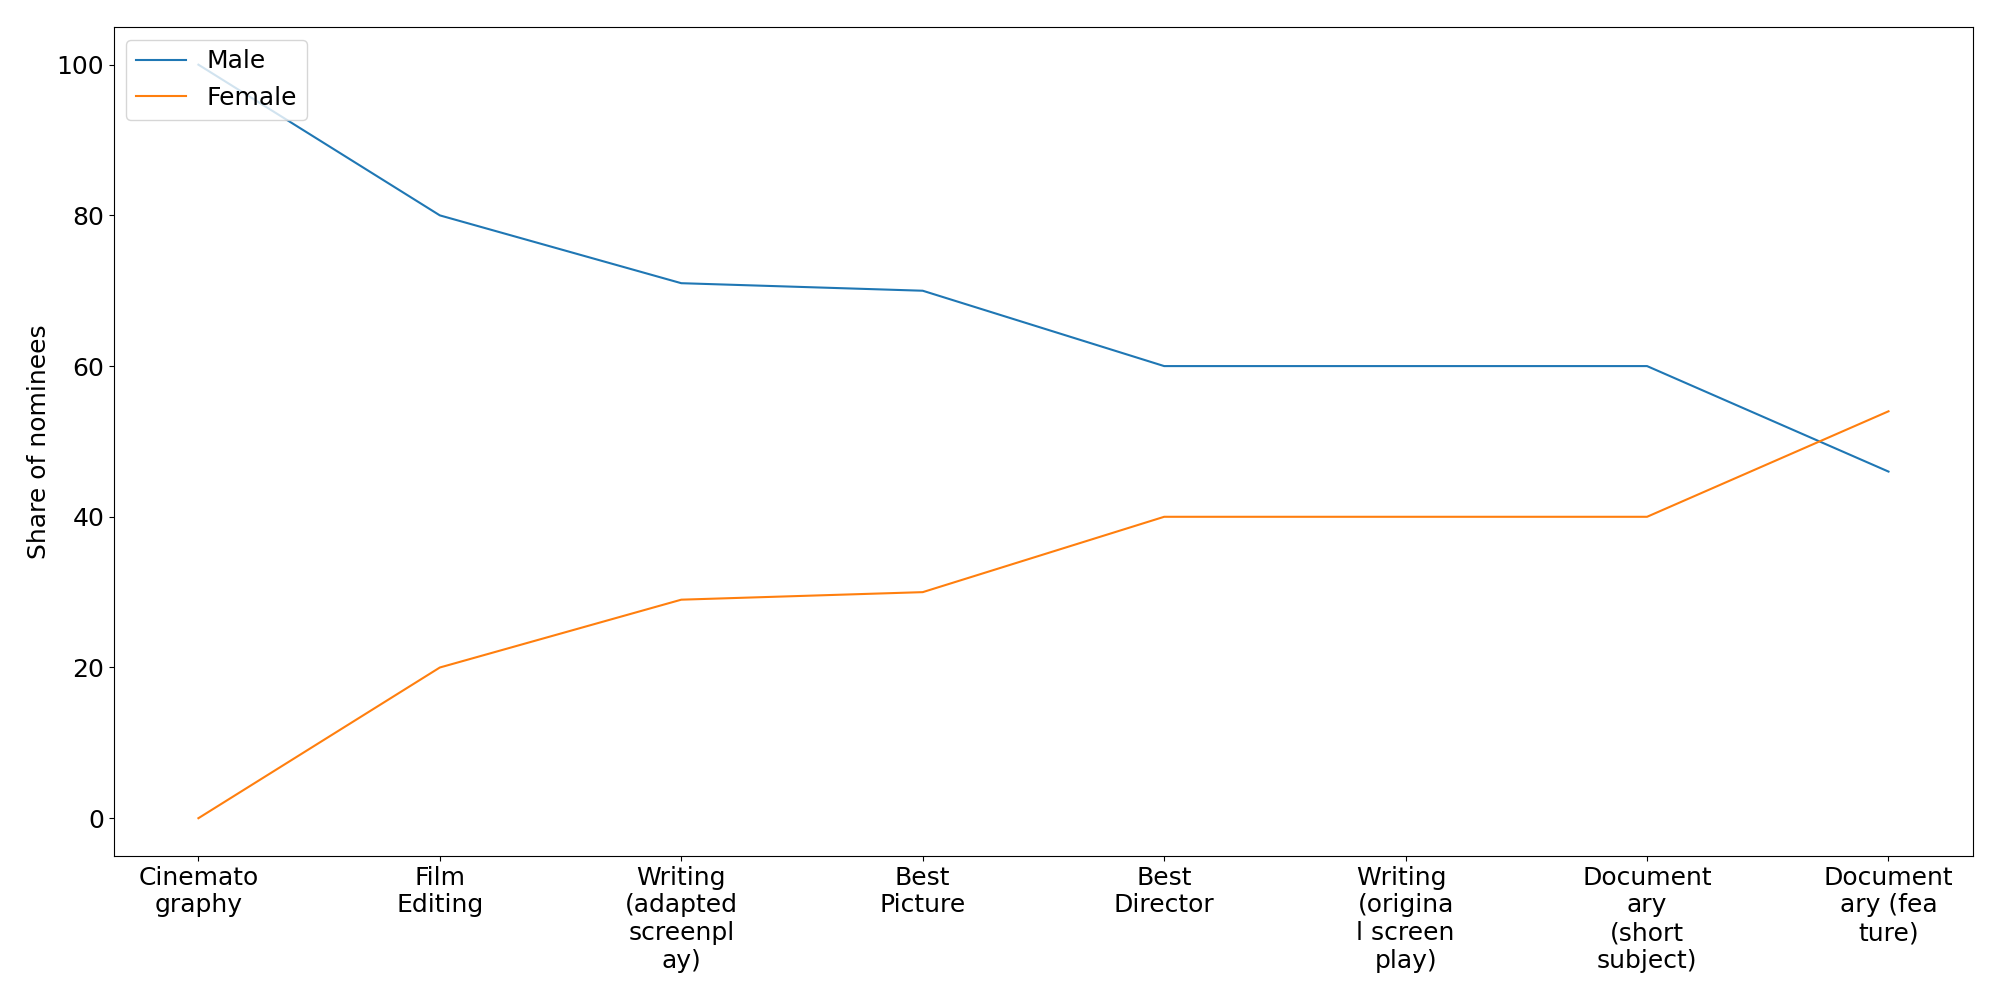 Male
Female
100
80
60
40
20
0
Share of nominees
Cinemato
graphy
Film
Editing
Writing
(adapted
screenpl
ay)
Best
Picture
Best
Director
Writing
(origina
l screen
play)
Document
ary
(short
subject)
Document
ary (fea
ture)